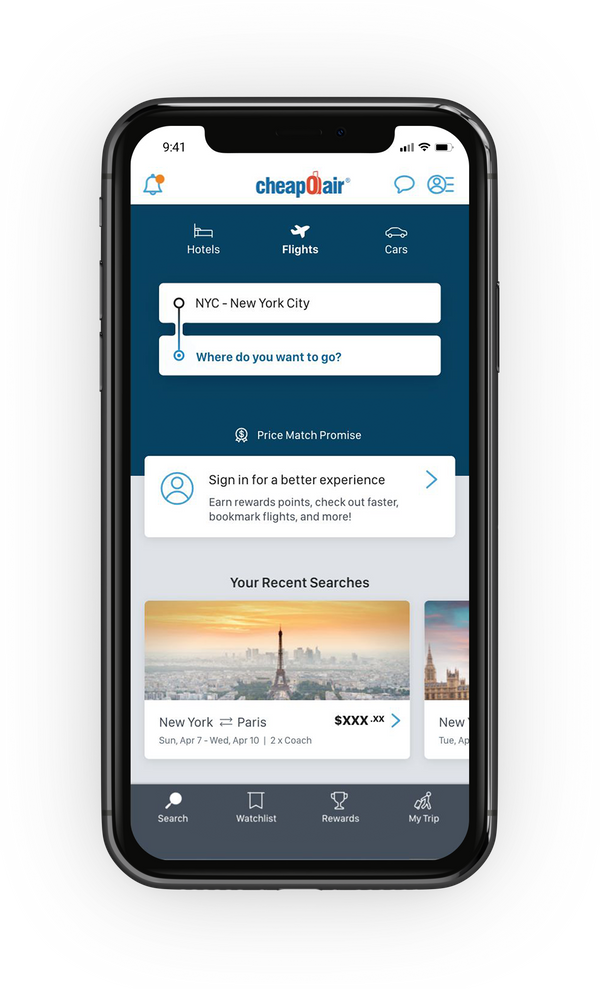 9:41
cheapOair®
Hotels
Flights
Cars
NYC - New York City
Where do you want to go?
Price Match Promise
Sign in for a better experience
Earn rewards points, check out faster,
bookmark flights, and more!
Your Recent Searches
New York ⇄ Paris $XXX.XX
Sun, Apr 7 - Wed, Apr 10 | 2 x Coach
New
Tue, Ap
Search
Watchlist
Rewards
My Trip